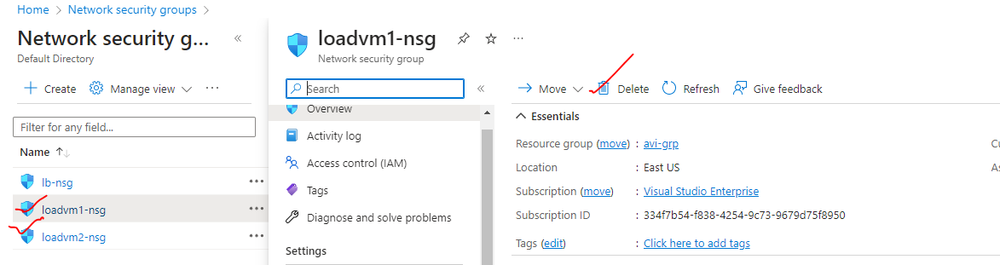 Home > Network security groups >
Network security g... «
Default Directory
+ Create Manage view ...
Filter for any field...
Name ↑↓
lb-nsg ...
loadvm1-nsg ...
loadvm2-nsg ...
loadvm1-nsg ...
Network security group
Search «
Overview
Activity log
Access control (IAM)
Tags
Diagnose and solve problems
Settings
Move Delete Refresh Give feedback
Essentials
Resource group (move) : avi-grp
Location : East US
Subscription (move) : Visual Studio Enterprise
Subscription ID : 334f7b54-f838-4254-9c73-9679d75f8950
Tags (edit) : Click here to add tags